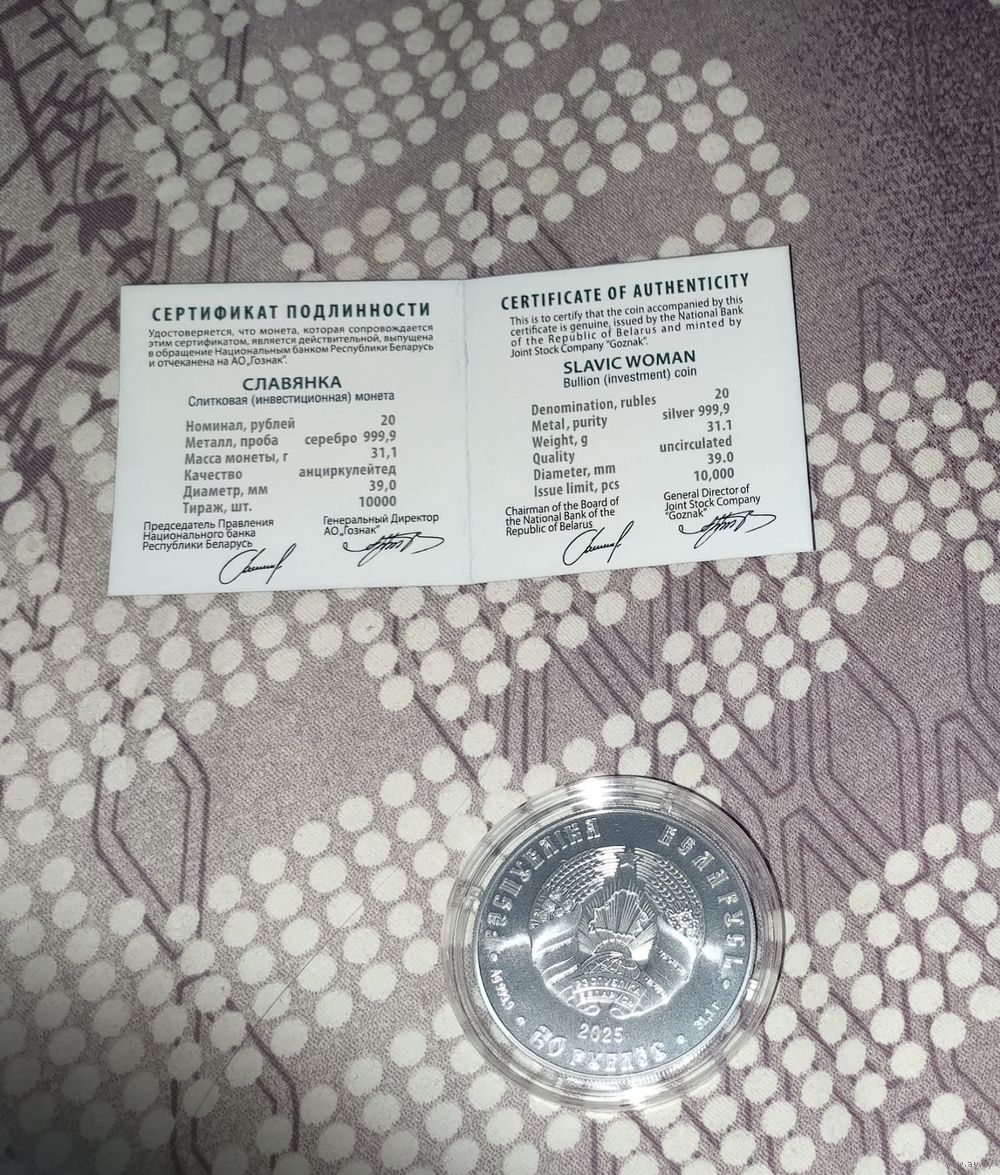 СЕРТИФИКАТ ПОДЛИННОСТИ
Удостоверяется, что монета, которая сопровождается
этим сертификатом, является действительной, выпущена
в обращение Национальным банком Республики Беларусь
и отчеканена на АО „Гознак".
СЛАВЯНКА
Слитковая (инвестиционная) монета
Номинал, рублей 20
Металл, проба серебро 999,9
Масса монеты, г 31,1
Качество анциркулейтед
Диаметр, мм 39,0
Тираж, шт. 10000
Председатель Правления
Национального банка
Республики Беларусь
Генеральный Директор
АО „Гознак"
CERTIFICATE OF AUTHENTICITY
This is to certify that the coin accompanied by this
certificate is genuine, issued by the National Bank
of the Republic of Belarus and minted by
Joint Stock Company "Goznak".
SLAVIC WOMAN
Bullion (investment) coin
Denomination, rubles 20
Metal, purity silver 999,9
Weight, g 31.1
Quality uncirculated
Diameter, mm 39.0
Issue limit, pcs 10,000
Chairman of the Board of
the National Bank of the
Republic of Belarus
General Director of
Joint Stock Company
"Goznak"
РЭСПУБЛІКА БЕЛАРУСЬ
РЭСПУБЛІКА
БЕЛАРУСЬ
2025
20 РУБЛЁЎ